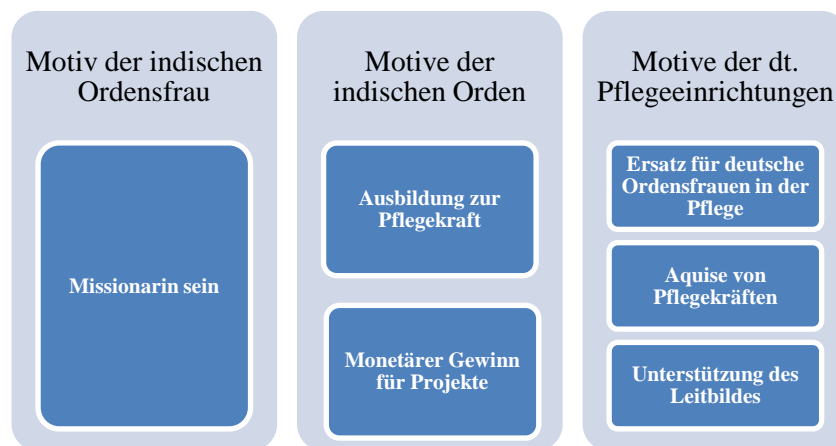 Motiv der indischen
Ordensfrau
Missionarin sein
Motive der
indischen Orden
Ausbildung zur
Pflegekraft
Monetärer Gewinn
für Projekte
Motive der dt.
Pflegeeinrichtungen
Ersatz für deutsche
Ordensfrauen in der
Pflege
Aquise von
Pflegekräften
Unterstützung des
Leitbildes